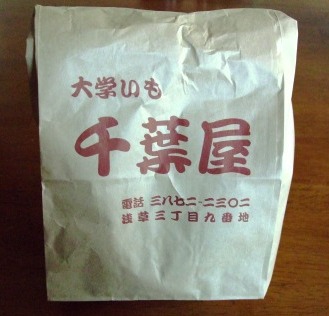 大学いも
千葉屋
電話 三八七二-二三〇二
浅草三丁目九番地